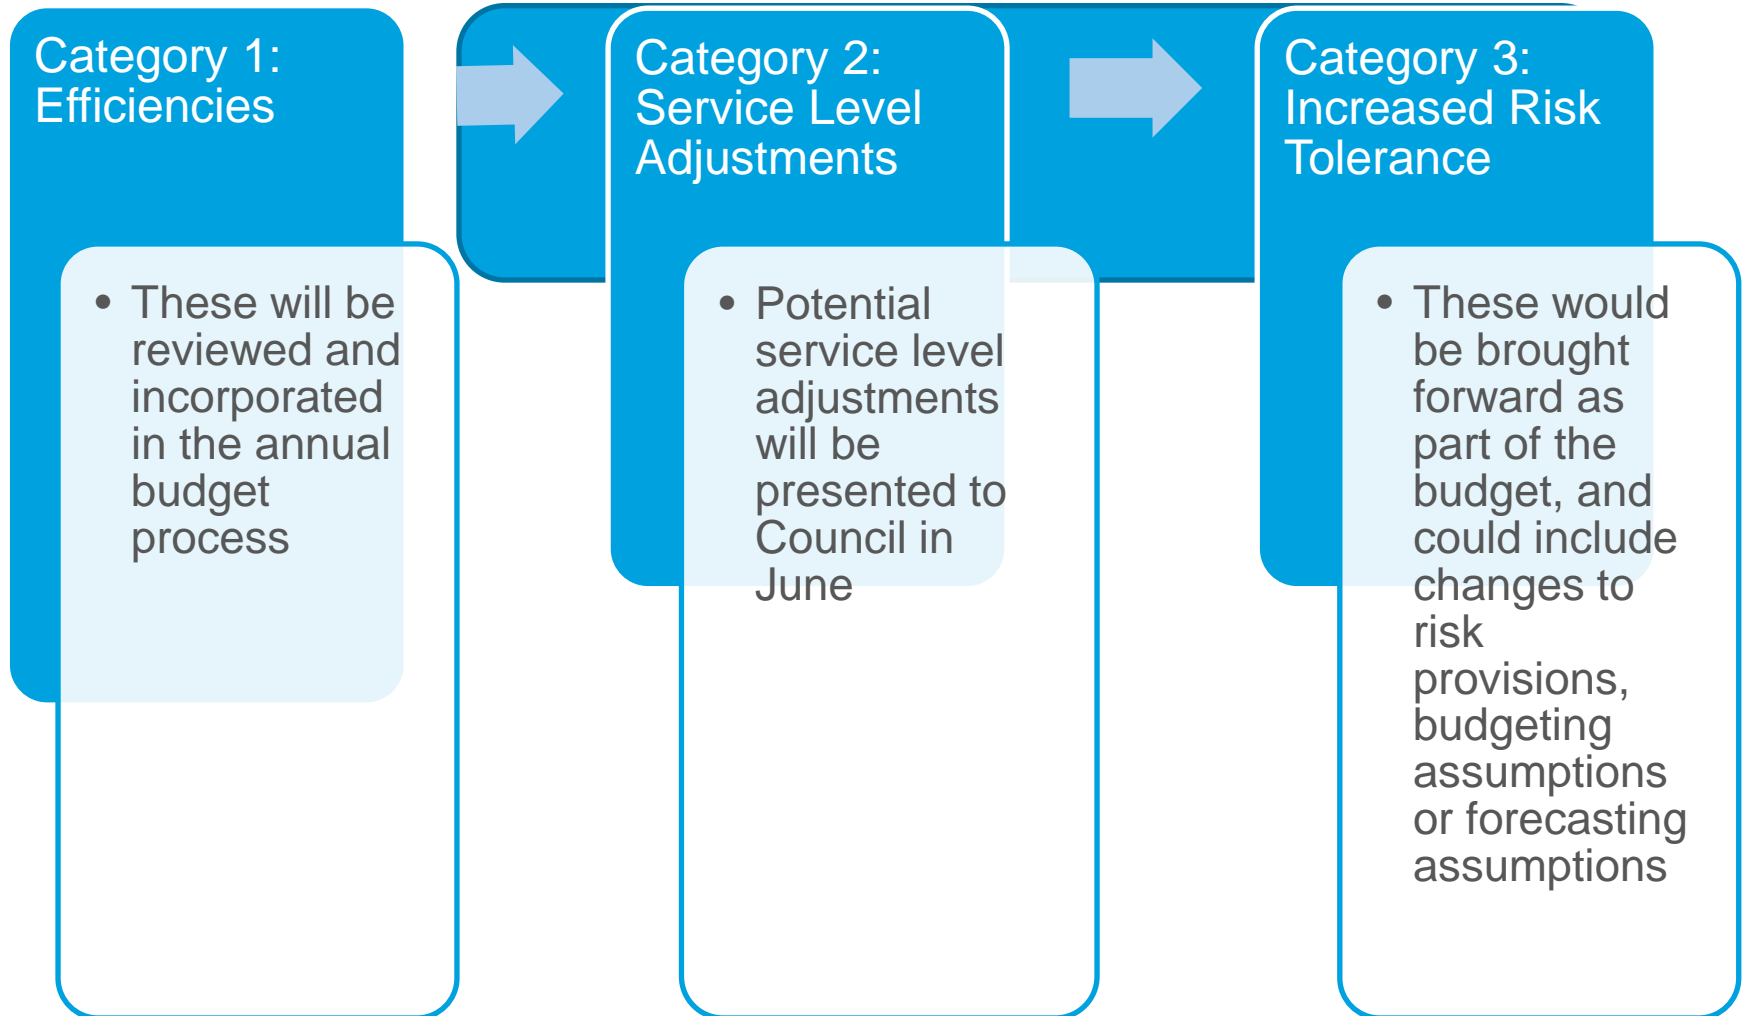 Category 1:
Efficiencies
• These will be
reviewed and
incorporated
in the annual
budget
process
Category 2:
Service Level
Adjustments
• Potential
service level
adjustments
will be
presented to
Council in
June
Category 3:
Increased Risk
Tolerance
• These would
be brought
forward as
part of the
budget, and
could include
changes to
risk
provisions,
budgeting
assumptions
or forecasting
assumptions